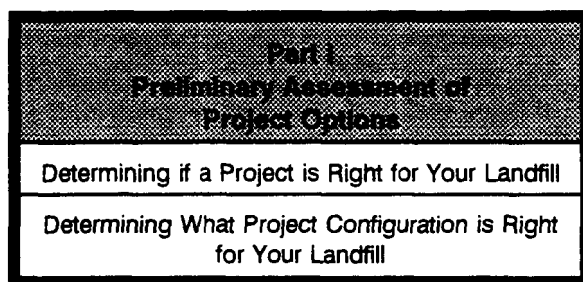 Part I.
Preliminary Assessment of
Project Options
Determining if a Project is Right for Your Landfill
Determining What Project Configuration is Right
for Your Landfill